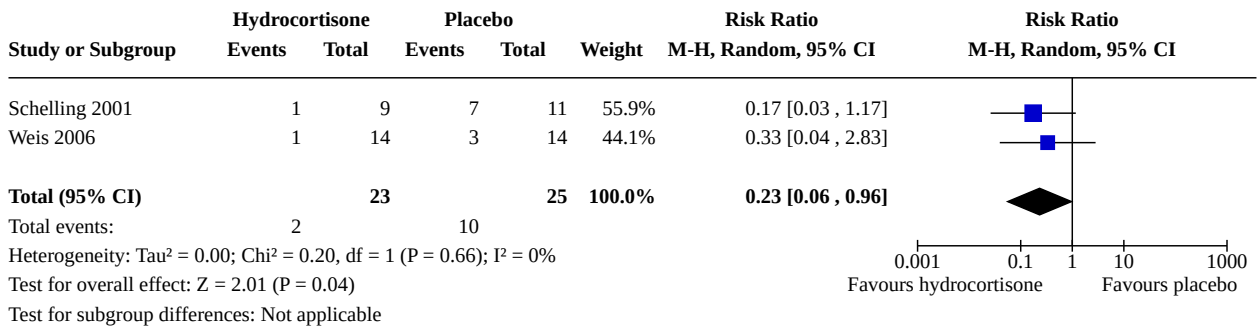 Hydrocortisone Placebo Risk Ratio Risk Ratio
Study or Subgroup Events Total Events Total Weight M-H, Random, 95% CI M-H, Random, 95% CI
Schelling 2001 1 9 7 11 55.9% 0.17 [0.03 , 1.17]
Weis 2006 1 14 3 14 44.1% 0.33 [0.04 , 2.83]
Total (95% CI) 23 25 100.0% 0.23 [0.06 , 0.96]
Total events: 2 10
Heterogeneity: Tau² = 0.00; Chi² = 0.20, df = 1 (P = 0.66); I² = 0%
0.001 0.1 1 10 1000
Test for overall effect: Z = 2.01 (P = 0.04)
Favours hydrocortisone Favours placebo
Test for subgroup differences: Not applicable